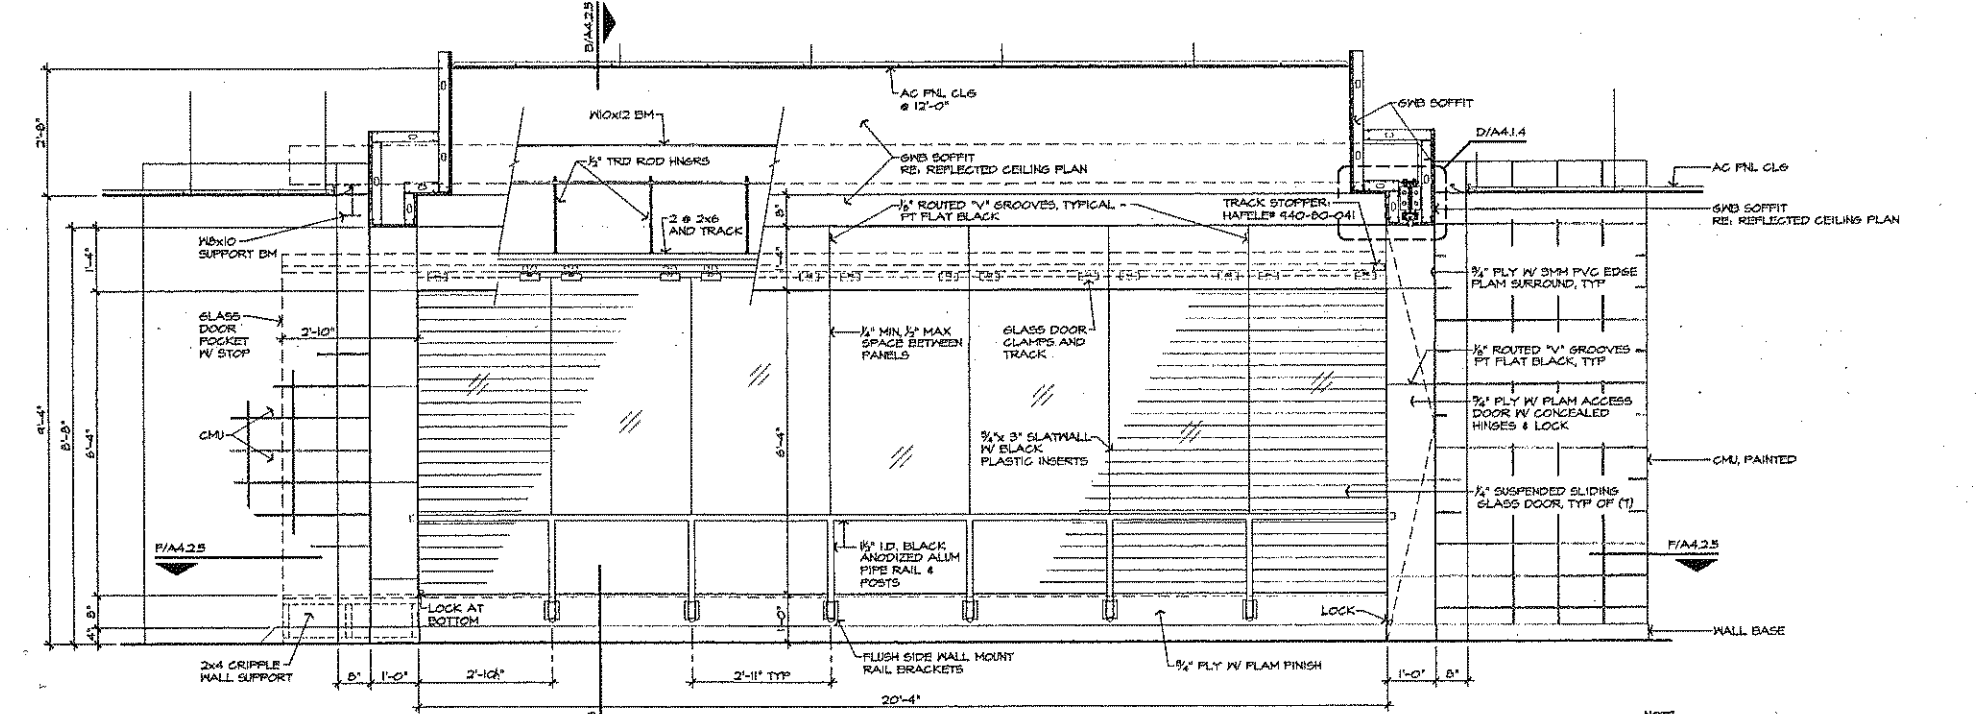 B/A4.2.5
AC PNL CLG
@ 12'-0"
GWB SOFFIT
D/A4.1.4
W10x12 BM
2'-8"
½" TRD ROD HNGRS
GWB SOFFIT
RE: REFLECTED CEILING PLAN
AC PNL CLG
⅛" ROUTED "V" GROOVES, TYPICAL
PT FLAT BLACK
8"
TRACK STOPPER,
HAFELE# 940-80-041
GWB SOFFIT
RE: REFLECTED CEILING PLAN
2 @ 2x6
AND TRACK
W8x10
SUPPORT BM
1'-4"
1'-4"
¾" PLY W/ 3MM PVC EDGE
PLAM SURROUND, TYP
GLASS
DOOR
POCKET
W/ STOP
2'-10"
¼" MIN, ½" MAX
SPACE BETWEEN
PANELS
GLASS DOOR
CLAMPS AND
TRACK
⅛" ROUTED "V" GROOVES
PT FLAT BLACK, TYP
¾" PLY W/ PLAM ACCESS
DOOR W/ CONCEALED
HINGES & LOCK
9'-4"
8'-8"
6'-4"
CMU
6'-4"
¾"x 3" SLATWALL
W/ BLACK
PLASTIC INSERTS
CMU, PAINTED
¼" SUSPENDED SLIDING
GLASS DOOR, TYP OF (7)
F/A4.2.5
1½" I.D. BLACK
ANODIZED ALUM
PIPE RAIL &
POSTS
F/A4.2.5
8"
4"
LOCK AT
BOTTOM
1'-0"
LOCK
WALL BASE
2x4 CRIPPLE
WALL SUPPORT
FLUSH SIDE WALL MOUNT
RAIL BRACKETS
¾" PLY W/ PLAM FINISH
8"
1'-0"
2'-10½"
2'-11" TYP
1'-0"
8"
20'-4"